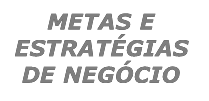 METAS E
ESTRATÉGIAS
DE NEGÓCIO